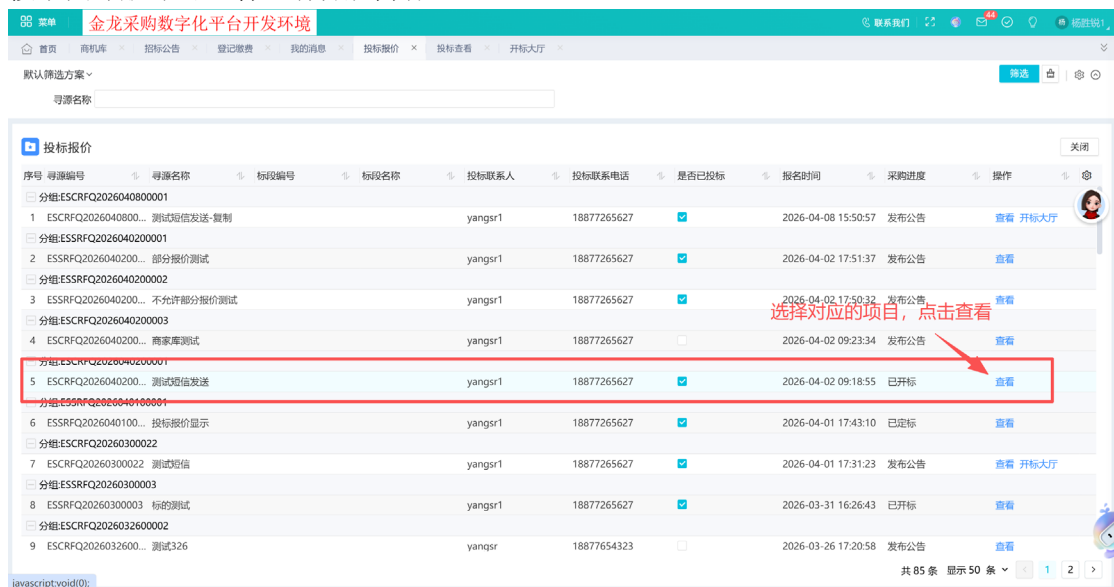 菜单 金龙采购数字化平台开发环境 联系我们 44 杨胜锐1
首页 商机库 招标公告 登记缴费 我的消息 投标报价 投标查看 开标大厅
默认筛选方案 筛选
寻源名称
投标报价 关闭
序号 寻源编号 寻源名称 标段编号 标段名称 投标联系人 投标联系电话 是否已投标 报名时间 采购进度 操作
分组:ESCRFQ2026040800001
1 ESCRFQ2026040800... 测试短信发送-复制 yangsr1 18877265627 2026-04-08 15:50:57 发布公告 查看 开标大厅
分组:ESSRFQ2026040200001
2 ESSRFQ2026040200... 部分报价测试 yangsr1 18877265627 2026-04-02 17:51:37 发布公告 查看
分组:ESSRFQ2026040200002
3 ESSRFQ2026040200... 不允许部分报价测试 yangsr1 18877265627 2026-04-02 17:50:32 发布公告 查看
选择对应的项目，点击查看
分组:ESCRFQ2026040200003
4 ESCRFQ2026040200... 商家库测试 yangsr1 18877265627 2026-04-02 09:23:34 发布公告 查看
分组:ESCRFQ2026040200001
5 ESCRFQ2026040200... 测试短信发送 yangsr1 18877265627 2026-04-02 09:18:55 已开标 查看
分组:ESSRFQ2026040100001
6 ESSRFQ2026040100... 投标报价显示 yangsr1 18877265627 2026-04-01 17:43:10 已定标 查看
分组:ESCRFQ20260300022
7 ESCRFQ20260300022 测试短信 yangsr1 18877265627 2026-04-01 17:31:23 发布公告 查看 开标大厅
分组:ESSRFQ20260300003
8 ESSRFQ20260300003 标的测试 yangsr1 18877265627 2026-03-31 16:26:43 已开标 查看
分组:ESCRFQ2026032600002
9 ESCRFQ2026032600... 测试326 yangsr 18877654323 2026-03-26 17:20:58 发布公告 查看
共85条 显示50 条 1 2
javascript:void(0);